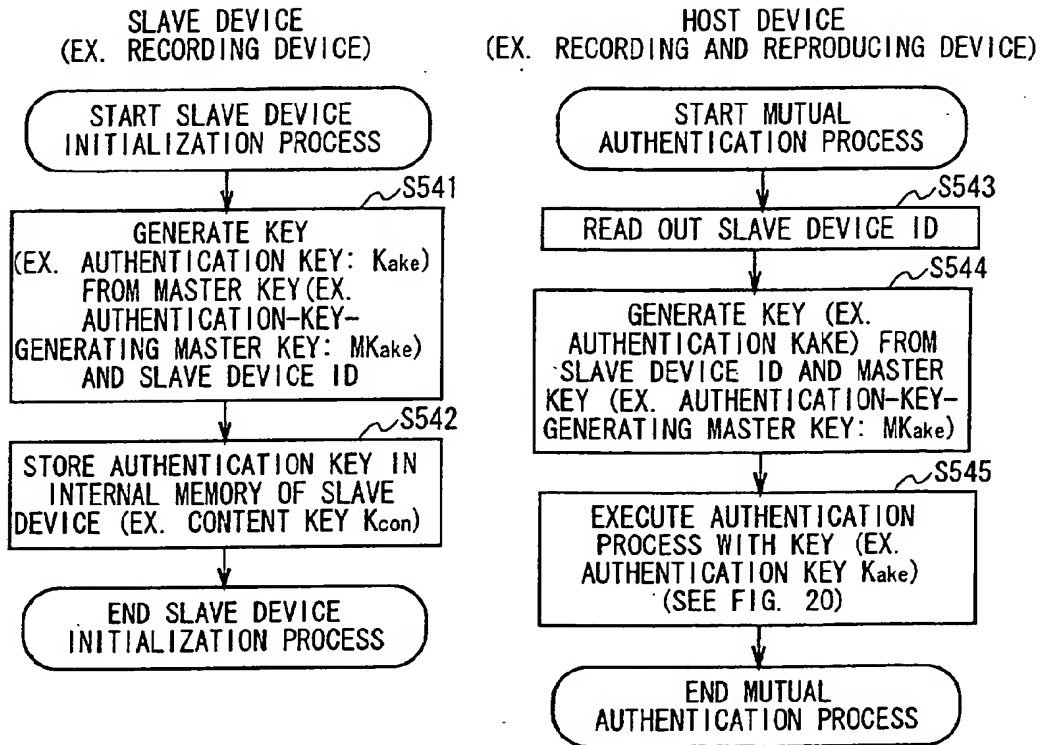 SLAVE DEVICE
(EX. RECORDING DEVICE)
START SLAVE DEVICE
INITIALIZATION PROCESS
S541
GENERATE KEY
(EX. AUTHENTICATION KEY: Kake)
FROM MASTER KEY(EX.
AUTHENTICATION-KEY-
GENERATING MASTER KEY: MKake)
AND SLAVE DEVICE ID
S542
STORE AUTHENTICATION KEY IN
INTERNAL MEMORY OF SLAVE
DEVICE (EX. CONTENT KEY Kcon)
END SLAVE DEVICE
INITIALIZATION PROCESS
HOST DEVICE
(EX. RECORDING AND REPRODUCING DEVICE)
START MUTUAL
AUTHENTICATION PROCESS
S543
READ OUT SLAVE DEVICE ID
S544
GENERATE KEY (EX.
AUTHENTICATION KAKE) FROM
SLAVE DEVICE ID AND MASTER
KEY (EX. AUTHENTICATION-KEY-
GENERATING MASTER KEY: MKake)
S545
EXECUTE AUTHENTICATION
PROCESS WITH KEY (EX.
AUTHENTICATION KEY Kake)
(SEE FIG. 20)
END MUTUAL
AUTHENTICATION PROCESS